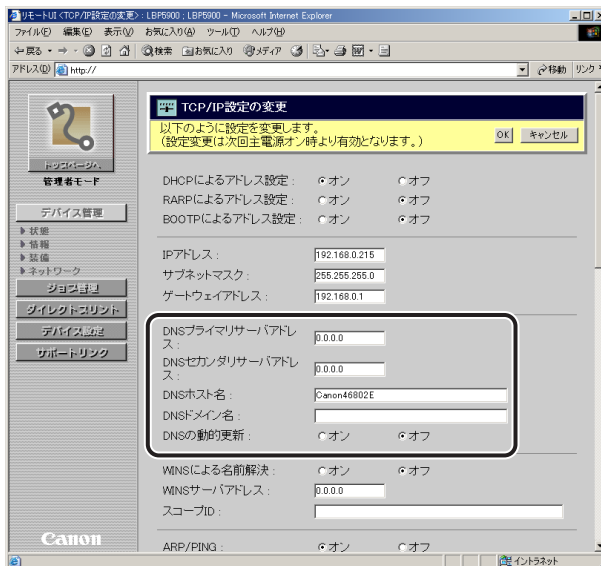 リモートUI <TCP/IP設定の変更> : LBP5900 ; LBP5900 - Microsoft Internet Explorer
ファイル(F) 編集(E) 表示(V) お気に入り(A) ツール(T) ヘルプ(H)
戻る 検索 お気に入り メディア
アドレス(D) http:// 移動 リンク
TCP/IP設定の変更
以下のように設定を変更します。
(設定変更は次回主電源オン時より有効となります。)
OK キャンセル
トップページへ
管理者モード
デバイス管理
状態
情報
装備
ネットワーク
ジョブ管理
ダイレクトプリント
デバイス設定
サポートリンク
Canon
DHCPによるアドレス設定 : オン オフ
RARPによるアドレス設定 : オン オフ
BOOTPによるアドレス設定 : オン オフ
IPアドレス : 192.168.0.215
サブネットマスク : 255.255.255.0
ゲートウェイアドレス : 192.168.0.1
DNSプライマリサーバアドレ
ス : 0.0.0.0
DNSセカンダリサーバアドレ
ス : 0.0.0.0
DNSホスト名 : Canon46802E
DNSドメイン名 :
DNSの動的更新 : オン オフ
WINSによる名前解決 : オン オフ
WINSサーバアドレス : 0.0.0.0
スコープID :
ARP/PING : オン オフ
イントラネット